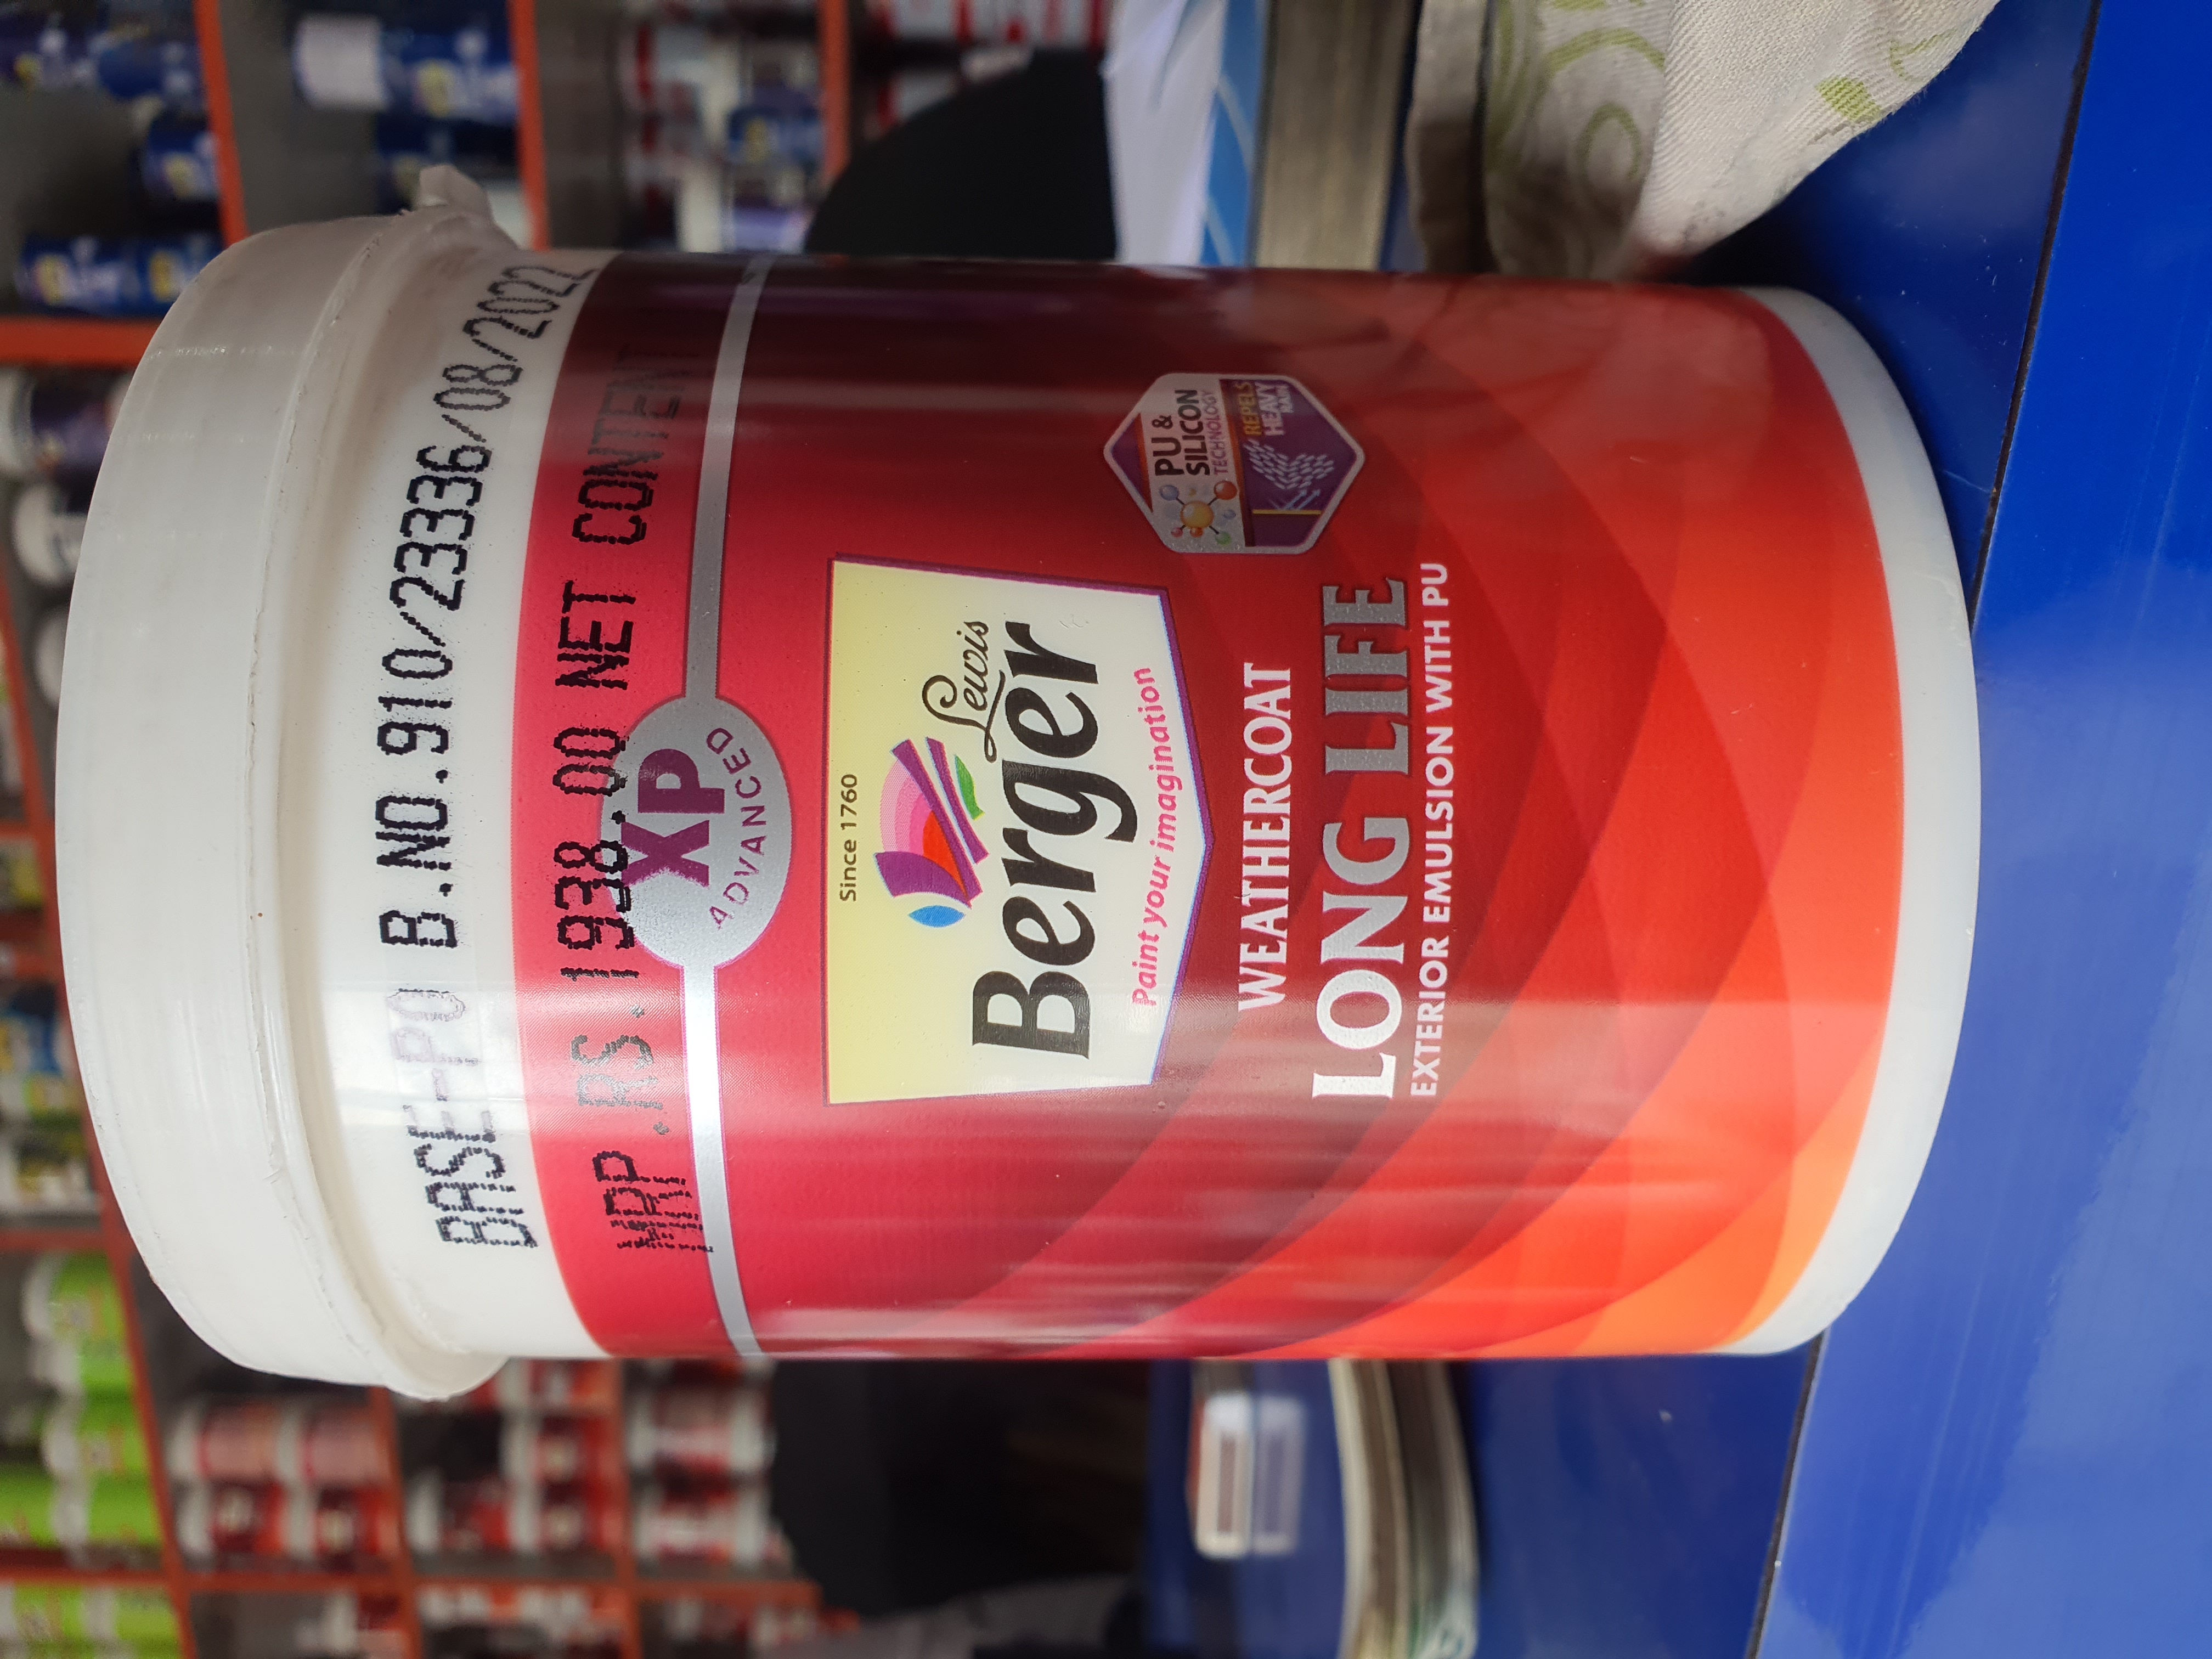 BASE-P0 B.NO.910/23336/08/2022
MRP.RS.1938.00 NET CONTENT
XP
ADVANCED
Since 1760
Lewis
Berger
Paint your imagination
PU &
SILICON
TECHNOLOGY
REPELS
HEAVY
RAIN
WEATHERCOAT
LONG LIFE
EXTERIOR EMULSION WITH PU